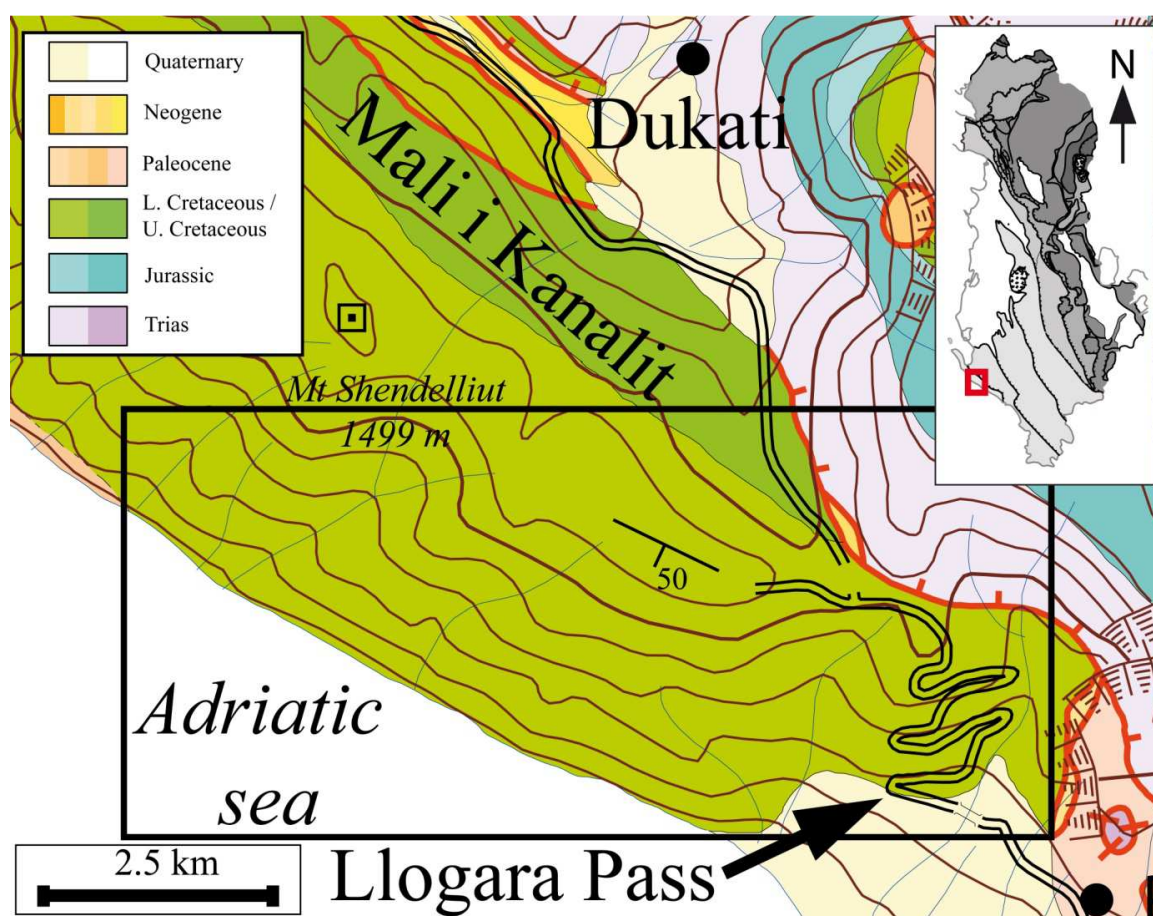 Quaternary
Neogene
Paleocene
L. Cretaceous /
U. Cretaceous
Jurassic
Trias
N
Dukati
Mali i Kanalit
Mt Shendelliut
1499 m
50
Adriatic
sea
2.5 km
Llogara Pass